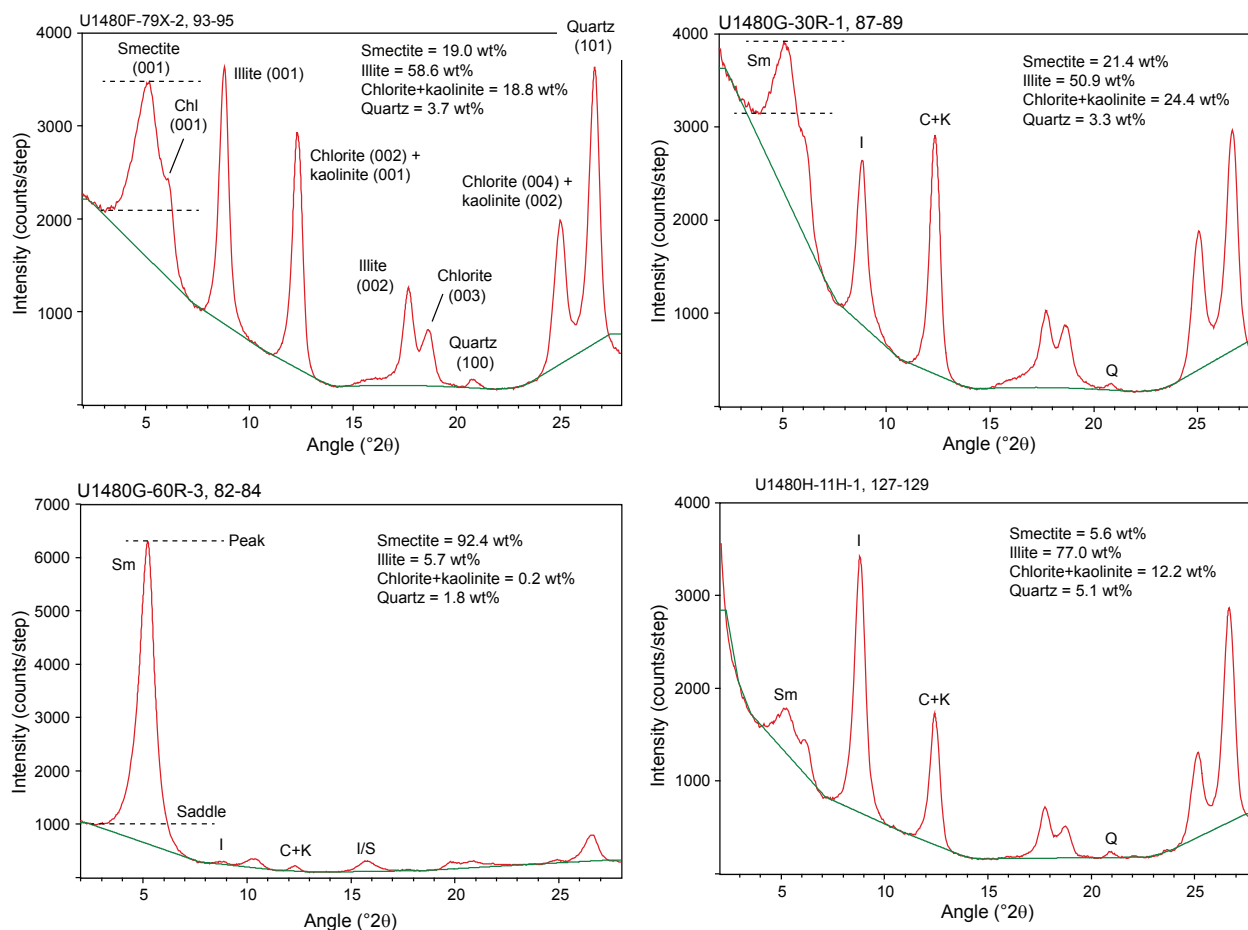 U1480F-79X-2, 93-95
4000
3000
2000
1000
0
Intensity (counts/step)
Smectite
(001)
Chl
(001)
Illite (001)
Smectite = 19.0 wt%
Illite = 58.6 wt%
Chlorite+kaolinite = 18.8 wt%
Quartz = 3.7 wt%
Quartz
(101)
Chlorite (002) +
kaolinite (001)
Chlorite (004) +
kaolinite (002)
Illite
(002)
Chlorite
(003)
Quartz
(100)
5 10 15 20 25
Angle (°2θ)
U1480G-30R-1, 87-89
4000
3000
2000
1000
0
Intensity (counts/step)
Sm
I
C+K
Smectite = 21.4 wt%
Illite = 50.9 wt%
Chlorite+kaolinite = 24.4 wt%
Quartz = 3.3 wt%
Q
5 10 15 20 25
Angle (°2θ)
U1480G-60R-3, 82-84
7000
6000
5000
4000
3000
2000
1000
0
Intensity (counts/step)
Sm
Peak
Smectite = 92.4 wt%
Illite = 5.7 wt%
Chlorite+kaolinite = 0.2 wt%
Quartz = 1.8 wt%
Saddle
I
C+K
I/S
5 10 15 20 25
Angle (°2θ)
U1480H-11H-1, 127-129
4000
3000
2000
1000
0
Intensity (counts/step)
I
Smectite = 5.6 wt%
Illite = 77.0 wt%
Chlorite+kaolinite = 12.2 wt%
Quartz = 5.1 wt%
Sm
C+K
Q
5 10 15 20 25
Angle (°2θ)